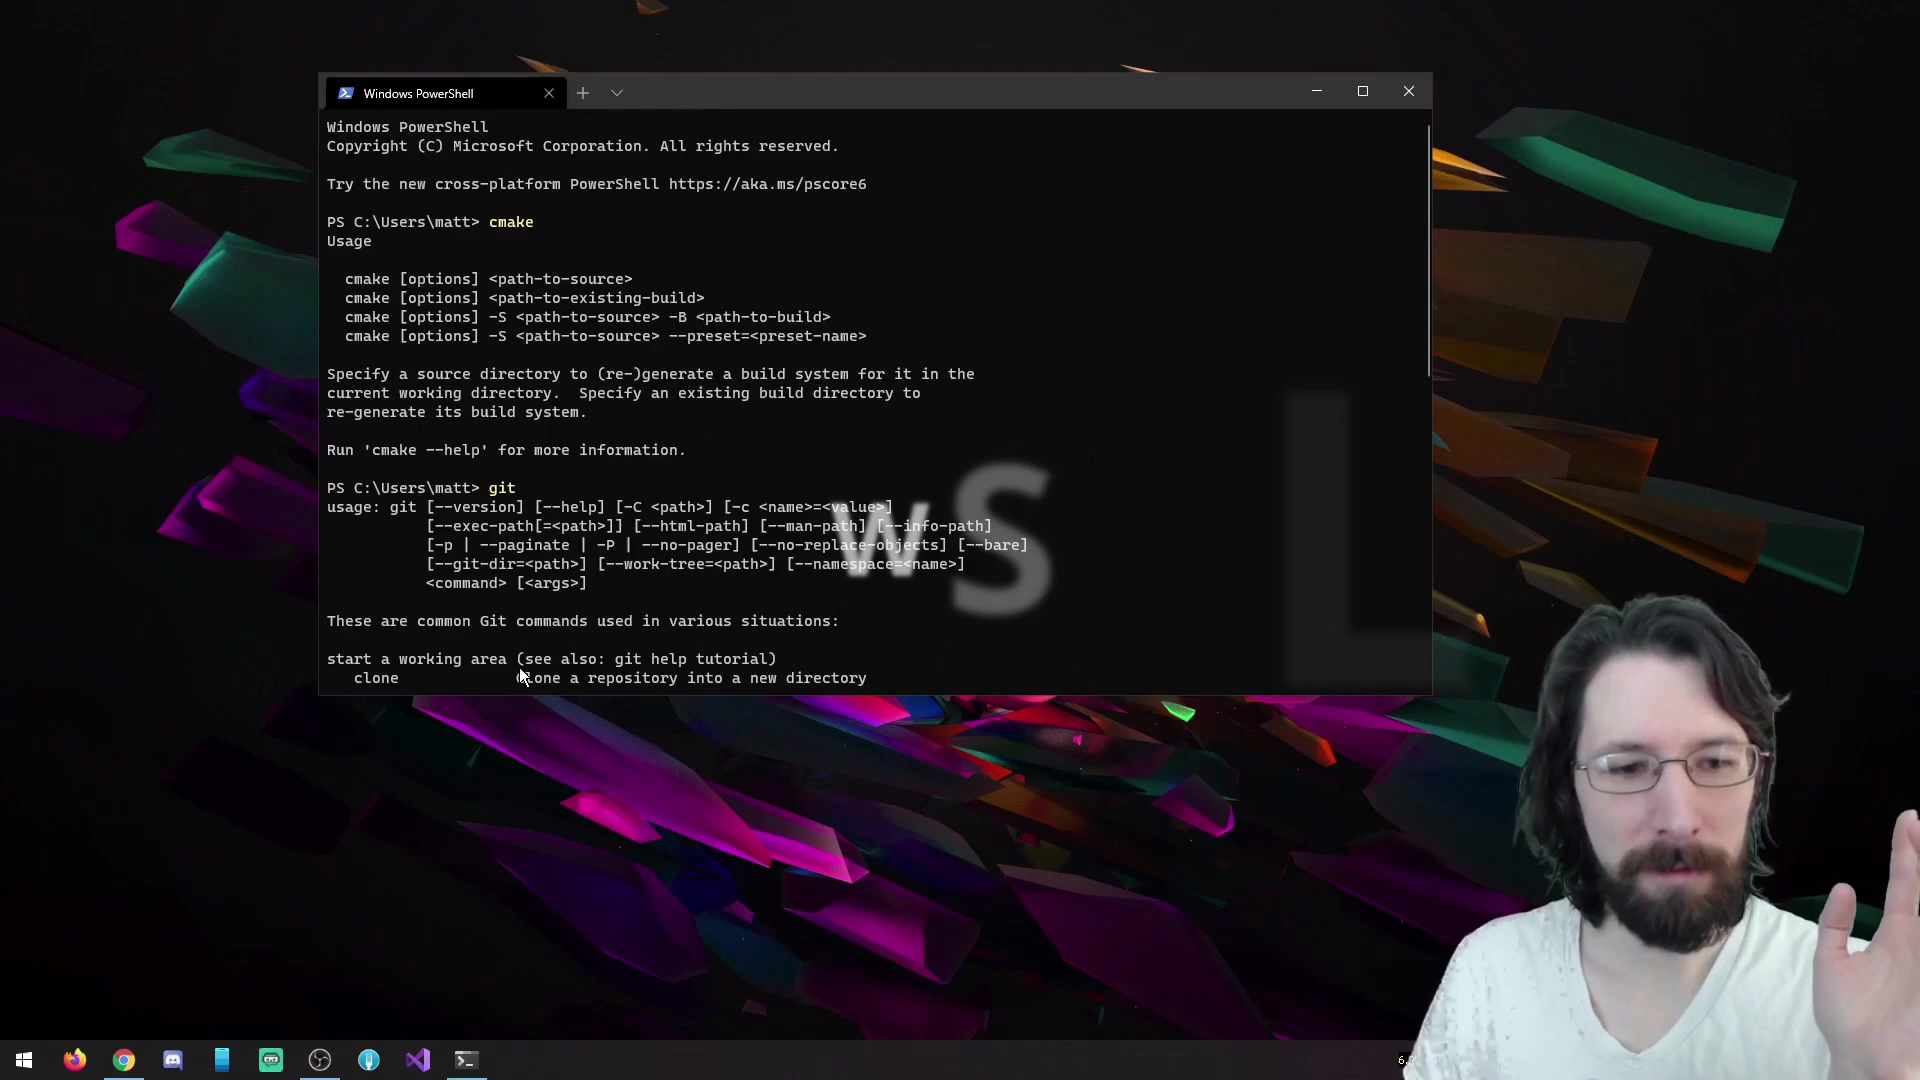 Windows PowerShell
Windows PowerShell
Copyright (C) Microsoft Corporation. All rights reserved.
Try the new cross-platform PowerShell https://aka.ms/pscore6
PS C:\Users\matt> cmake
Usage
cmake [options] <path-to-source>
cmake [options] <path-to-existing-build>
cmake [options] -S <path-to-source> -B <path-to-build>
cmake [options] -S <path-to-source> --preset=<preset-name>
Specify a source directory to (re-)generate a build system for it in the
current working directory.  Specify an existing build directory to
re-generate its build system.
Run 'cmake --help' for more information.
PS C:\Users\matt> git
usage: git [--version] [--help] [-C <path>] [-c <name>=<value>]
[--exec-path[=<path>]] [--html-path] [--man-path] [--info-path]
[-p | --paginate | -P | --no-pager] [--no-replace-objects] [--bare]
[--git-dir=<path>] [--work-tree=<path>] [--namespace=<name>]
<command> [<args>]
w S L
These are common Git commands used in various situations:
start a working area (see also: git help tutorial)
clone clone a repository into a new directory